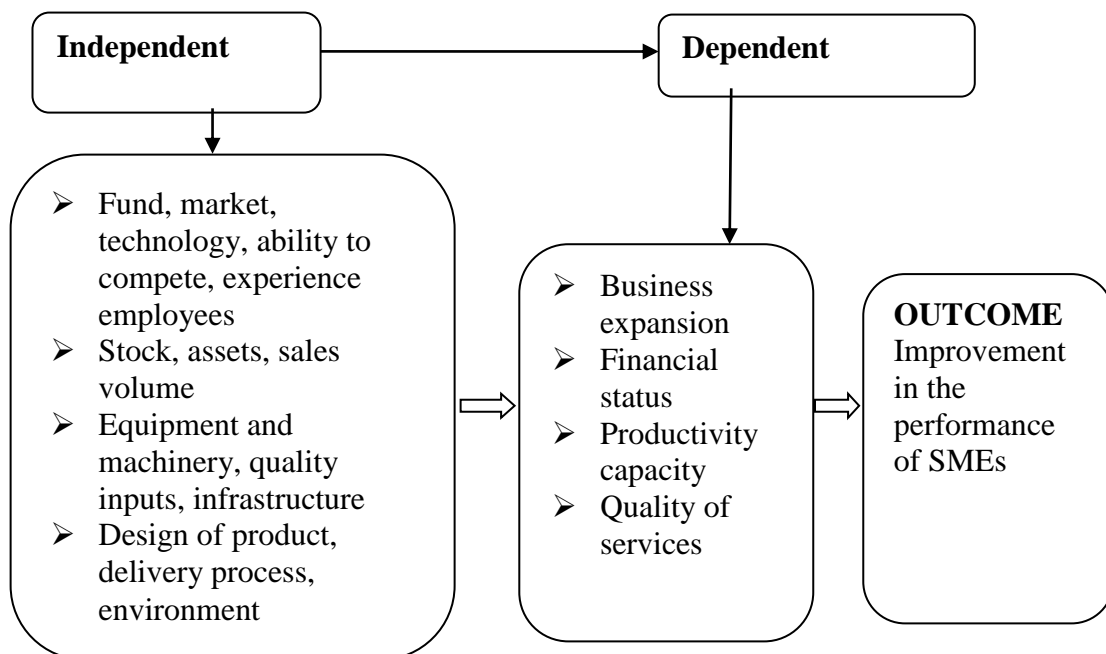 Independent
Dependent
➢ Fund, market,
technology, ability to
compete, experience
employees
➢ Stock, assets, sales
volume
➢ Equipment and
machinery, quality
inputs, infrastructure
➢ Design of product,
delivery process,
environment
➢ Business
expansion
➢ Financial
status
➢ Productivity
capacity
➢ Quality of
services
OUTCOME
Improvement
in the
performance
of SMEs